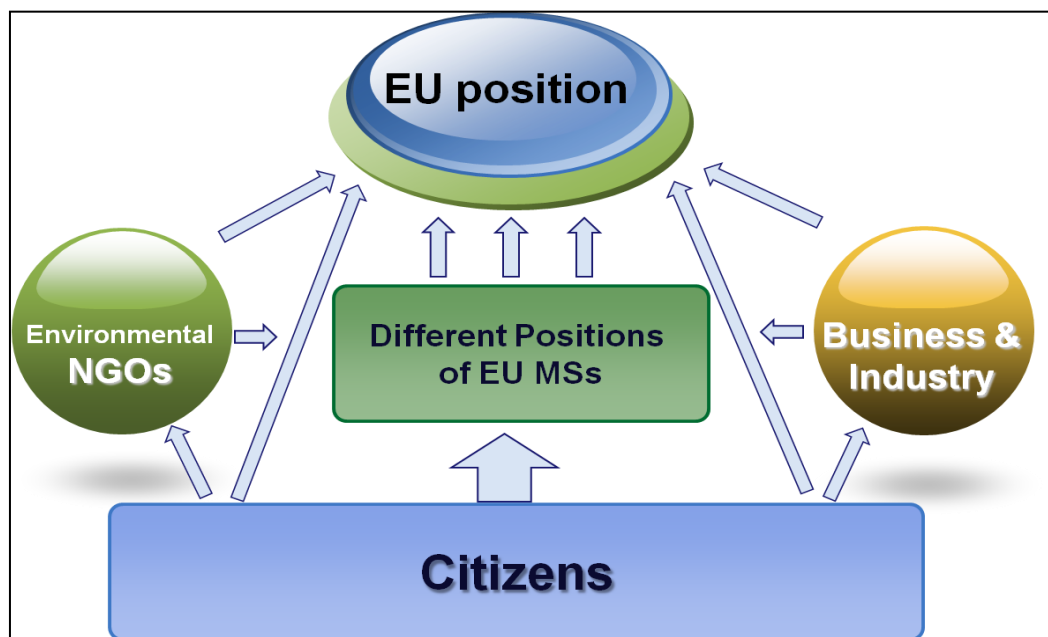 EU position
Environmental
NGOs
Different Positions
of EU MSs
Business &
Industry
Citizens